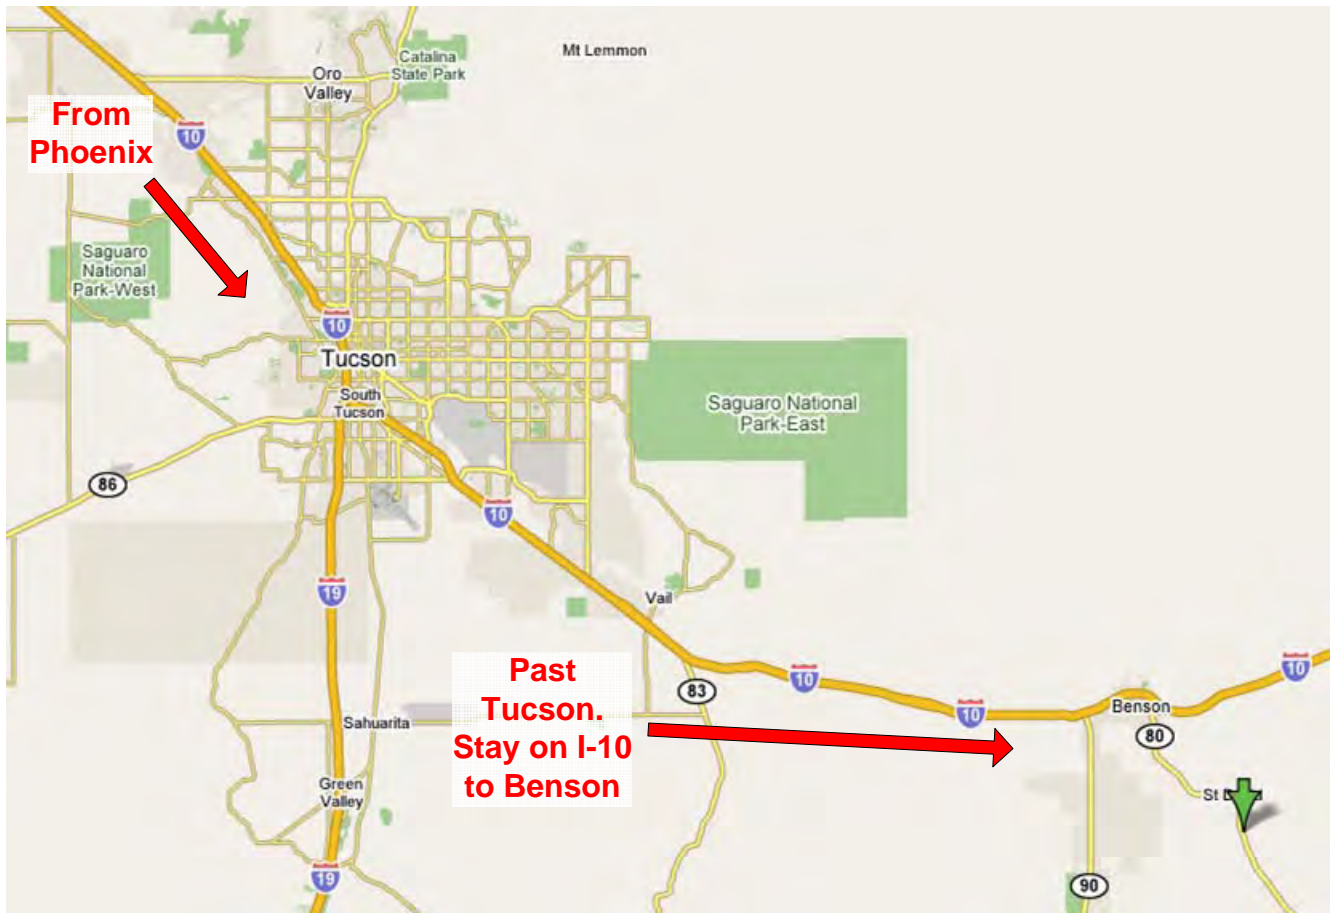 Mt Lemmon
Catalina
State Park
Oro
Valley
From
Phoenix
10
Saguaro
National
Park-West
10
Tucson
South
Tucson
Saguaro National
Park-East
86
10
19
Vail
Past
Tucson.
Stay on I-10
to Benson
83
10
10
10
Benson
80
Sahuarita
Green
Valley
St
90
19